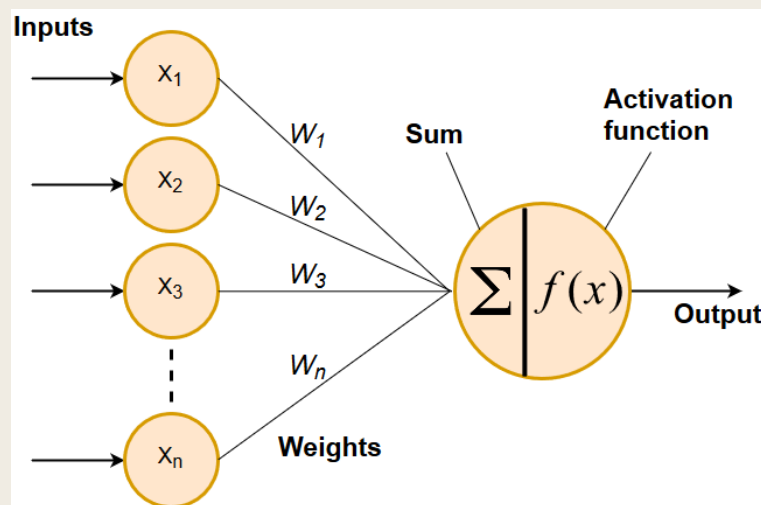 Inputs
X₁
W₁
Activation
function
Sum
X₂
W₂
X₃
W₃
∑ f(x)
Output
Wₙ
Weights
Xₙ